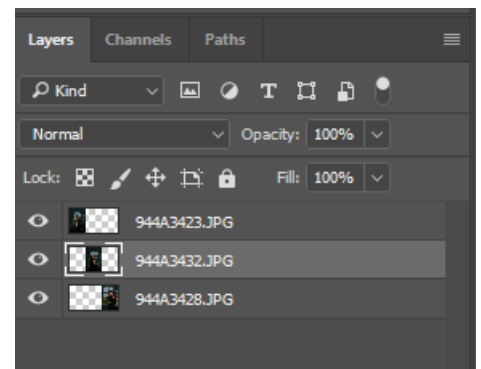 Layers Channels Paths
Kind T
Normal Opacity: 100%
Lock: Fill: 100%
944A3423.JPG
944A3432.JPG
944A3428.JPG